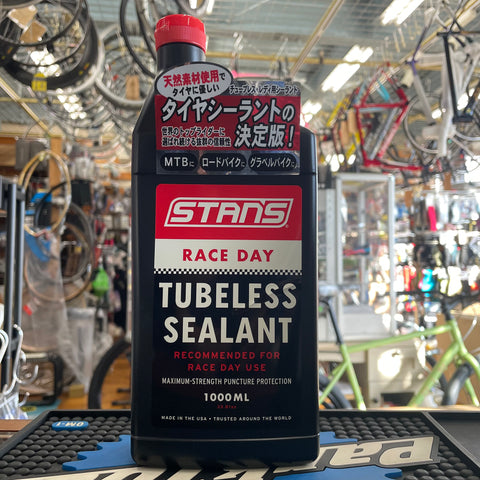 天然素材使用で
タイヤに優しい
チューブレス・レディ用シーラント
タイヤシーラントの
世界のトップライダーに
選ばれ続ける抜群の信頼性
決定版!
MTBに
ロードバイクに
グラベルバイクに
STANS
RACE DAY
TUBELESS
SEALANT
RECOMMENDED FOR
RACE DAY USE
MAXIMUM-STRENGTH PUNCTURE PROTECTION
1000ML
MADE IN THE USA • TRUSTED AROUND THE WORLD